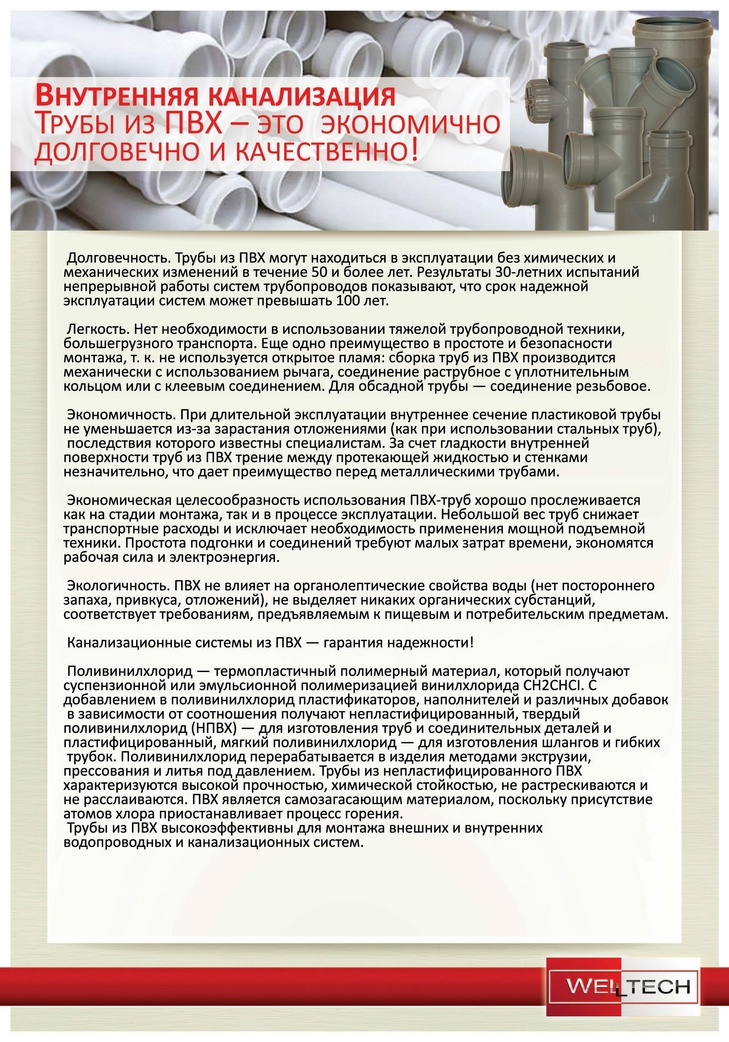 Внутренняя канализация
Трубы из ПВХ – это экономично
долговечно и качественно!
Долговечность. Трубы из ПВХ могут находиться в эксплуатации без химических и
механических изменений в течение 50 и более лет. Результаты 30-летних испытаний
непрерывной работы систем трубопроводов показывают, что срок надежной
эксплуатации систем может превышать 100 лет.
Легкость. Нет необходимости в использовании тяжелой трубопроводной техники,
большегрузного транспорта. Еще одно преимущество в простоте и безопасности
монтажа, т. к. не используется открытое пламя: сборка труб из ПВХ производится
механически с использованием рычага, соединение раструбное с уплотнительным
кольцом или с клеевым соединением. Для обсадной трубы — соединение резьбовое.
Экономичность. При длительной эксплуатации внутреннее сечение пластиковой трубы
не уменьшается из-за зарастания отложениями (как при использовании стальных труб),
последствия которого известны специалистам. За счет гладкости внутренней
поверхности труб из ПВХ трение между протекающей жидкостью и стенками
незначительно, что дает преимущество перед металлическими трубами.
Экономическая целесообразность использования ПВХ-труб хорошо прослеживается
как на стадии монтажа, так и в процессе эксплуатации. Небольшой вес труб снижает
транспортные расходы и исключает необходимость применения мощной подъемной
техники. Простота подгонки и соединений требуют малых затрат времени, экономятся
рабочая сила и электроэнергия.
Экологичность. ПВХ не влияет на органолептические свойства воды (нет постороннего
запаха, привкуса, отложений), не выделяет никаких органических субстанций,
соответствует требованиям, предъявляемым к пищевым и потребительским предметам.
Канализационные системы из ПВХ — гарантия надежности!
Поливинилхлорид — термопластичный полимерный материал, который получают
суспензионной или эмульсионной полимеризацией винилхлорида CH2CHCI. С
добавлением в поливинилхлорид пластификаторов, наполнителей и различных добавок
в зависимости от соотношения получают непластифицированный, твердый
поливинилхлорид (НПВХ) — для изготовления труб и соединительных деталей и
пластифицированный, мягкий поливинилхлорид — для изготовления шлангов и гибких
трубок. Поливинилхлорид перерабатывается в изделия методами экструзии,
прессования и литья под давлением. Трубы из непластифицированного ПВХ
характеризуются высокой прочностью, химической стойкостью, не растрескиваются и
не расслаиваются. ПВХ является самозагасающим материалом, поскольку присутствие
атомов хлора приостанавливает процесс горения.
Трубы из ПВХ высокоэффективны для монтажа внешних и внутренних
водопроводных и канализационных систем.
WELLTECH